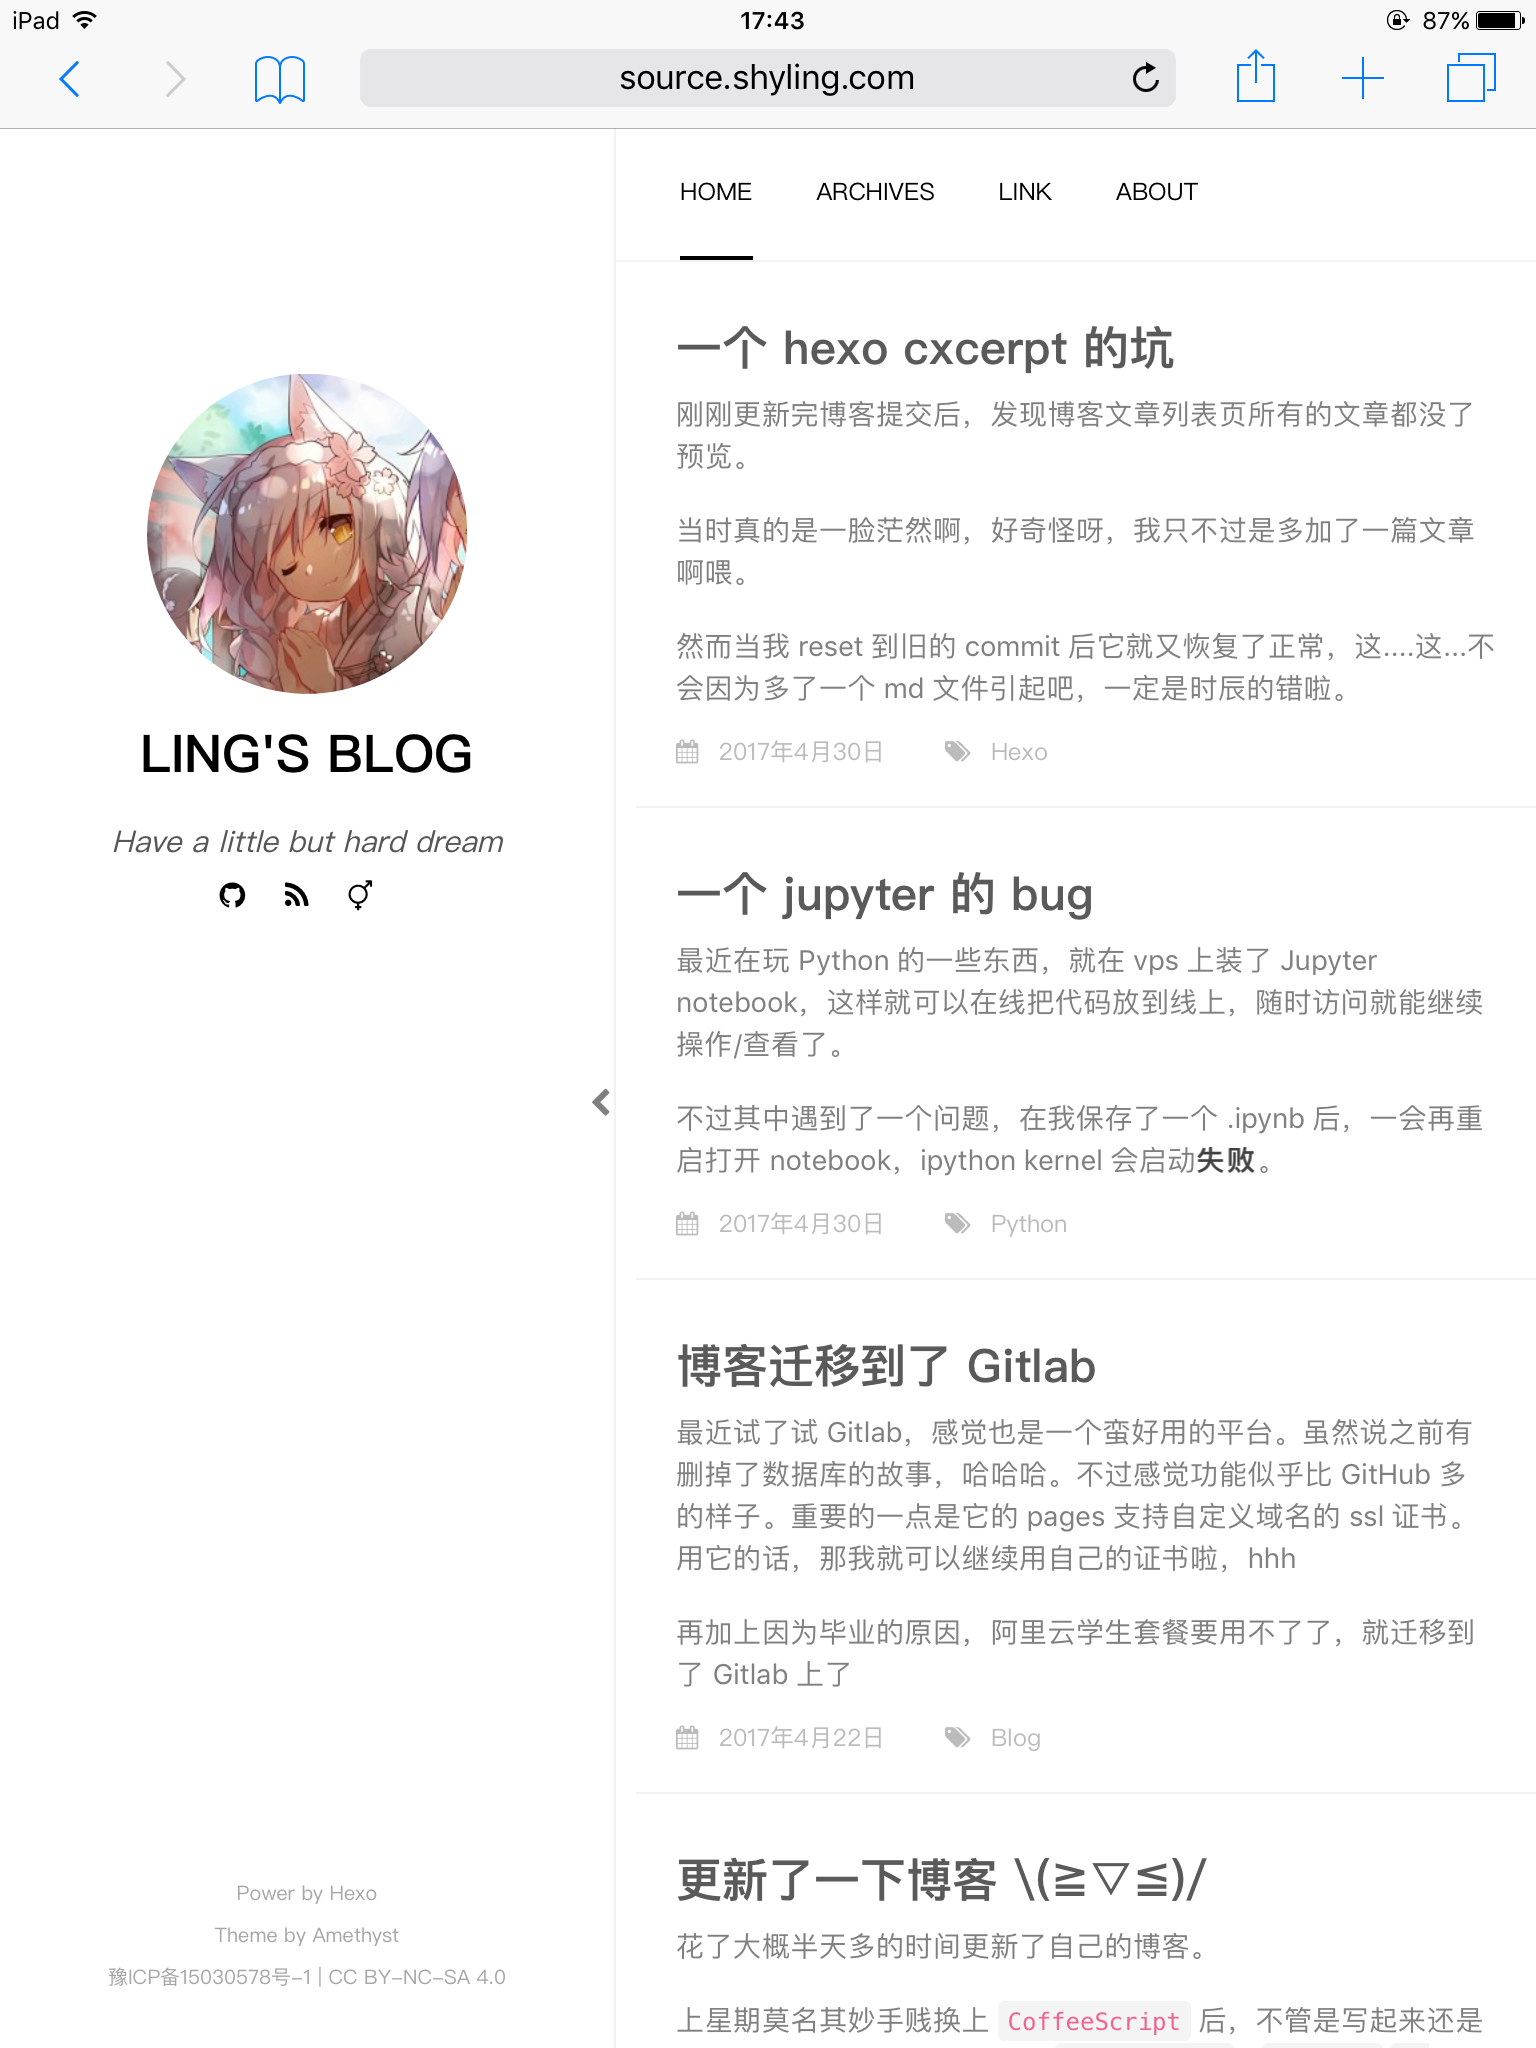 iPad
17:43
87%
source.shyling.com
LING'S BLOG
Have a little but hard dream
Power by Hexo
Theme by Amethyst
豫ICP备15030578号-1 | CC BY-NC-SA 4.0
HOME ARCHIVES LINK ABOUT
一个 hexo cxcerpt 的坑
刚刚更新完博客提交后，发现博客文章列表页所有的文章都没了
预览。
当时真的是一脸茫然啊，好奇怪呀，我只不过是多加了一篇文章
啊喂。
然而当我 reset 到旧的 commit 后它就又恢复了正常，这....这...不
会因为多了一个 md 文件引起吧，一定是时辰的错啦。
2017年4月30日 Hexo
一个 jupyter 的 bug
最近在玩 Python 的一些东西，就在 vps 上装了 Jupyter
notebook，这样就可以在线把代码放到线上，随时访问就能继续
操作/查看了。
不过其中遇到了一个问题，在我保存了一个 .ipynb 后，一会再重
启打开 notebook，ipython kernel 会启动失败。
2017年4月30日 Python
博客迁移到了 Gitlab
最近试了试 Gitlab，感觉也是一个蛮好用的平台。虽然说之前有
删掉了数据库的故事，哈哈哈。不过感觉功能似乎比 GitHub 多
的样子。重要的一点是它的 pages 支持自定义域名的 ssl 证书。
用它的话，那我就可以继续用自己的证书啦，hhh
再加上因为毕业的原因，阿里云学生套餐要用不了了，就迁移到
了 Gitlab 上了
2017年4月22日 Blog
更新了一下博客 \(≧▽≦)/
花了大概半天多的时间更新了自己的博客。
上星期莫名其妙手贱换上 CoffeeScript 后，不管是写起来还是